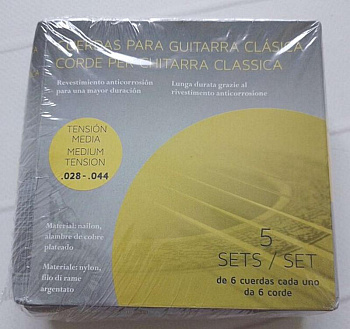 CUERDAS PARA GUITARRA CLÁSICA
CORDE PER CHITARRA CLASSICA
Revestimiento anticorrosión
para una mayor duración
Lunga durata grazie al
rivestimento anticorrosione
TENSIÓN
MEDIA
MEDIUM
TENSION
.028-.044
Material: nailon,
alambre de cobre
plateado
Materiale: nylon,
filo di rame
argentato
5
SETS / SET
de 6 cuerdas cada uno
da 6 corde